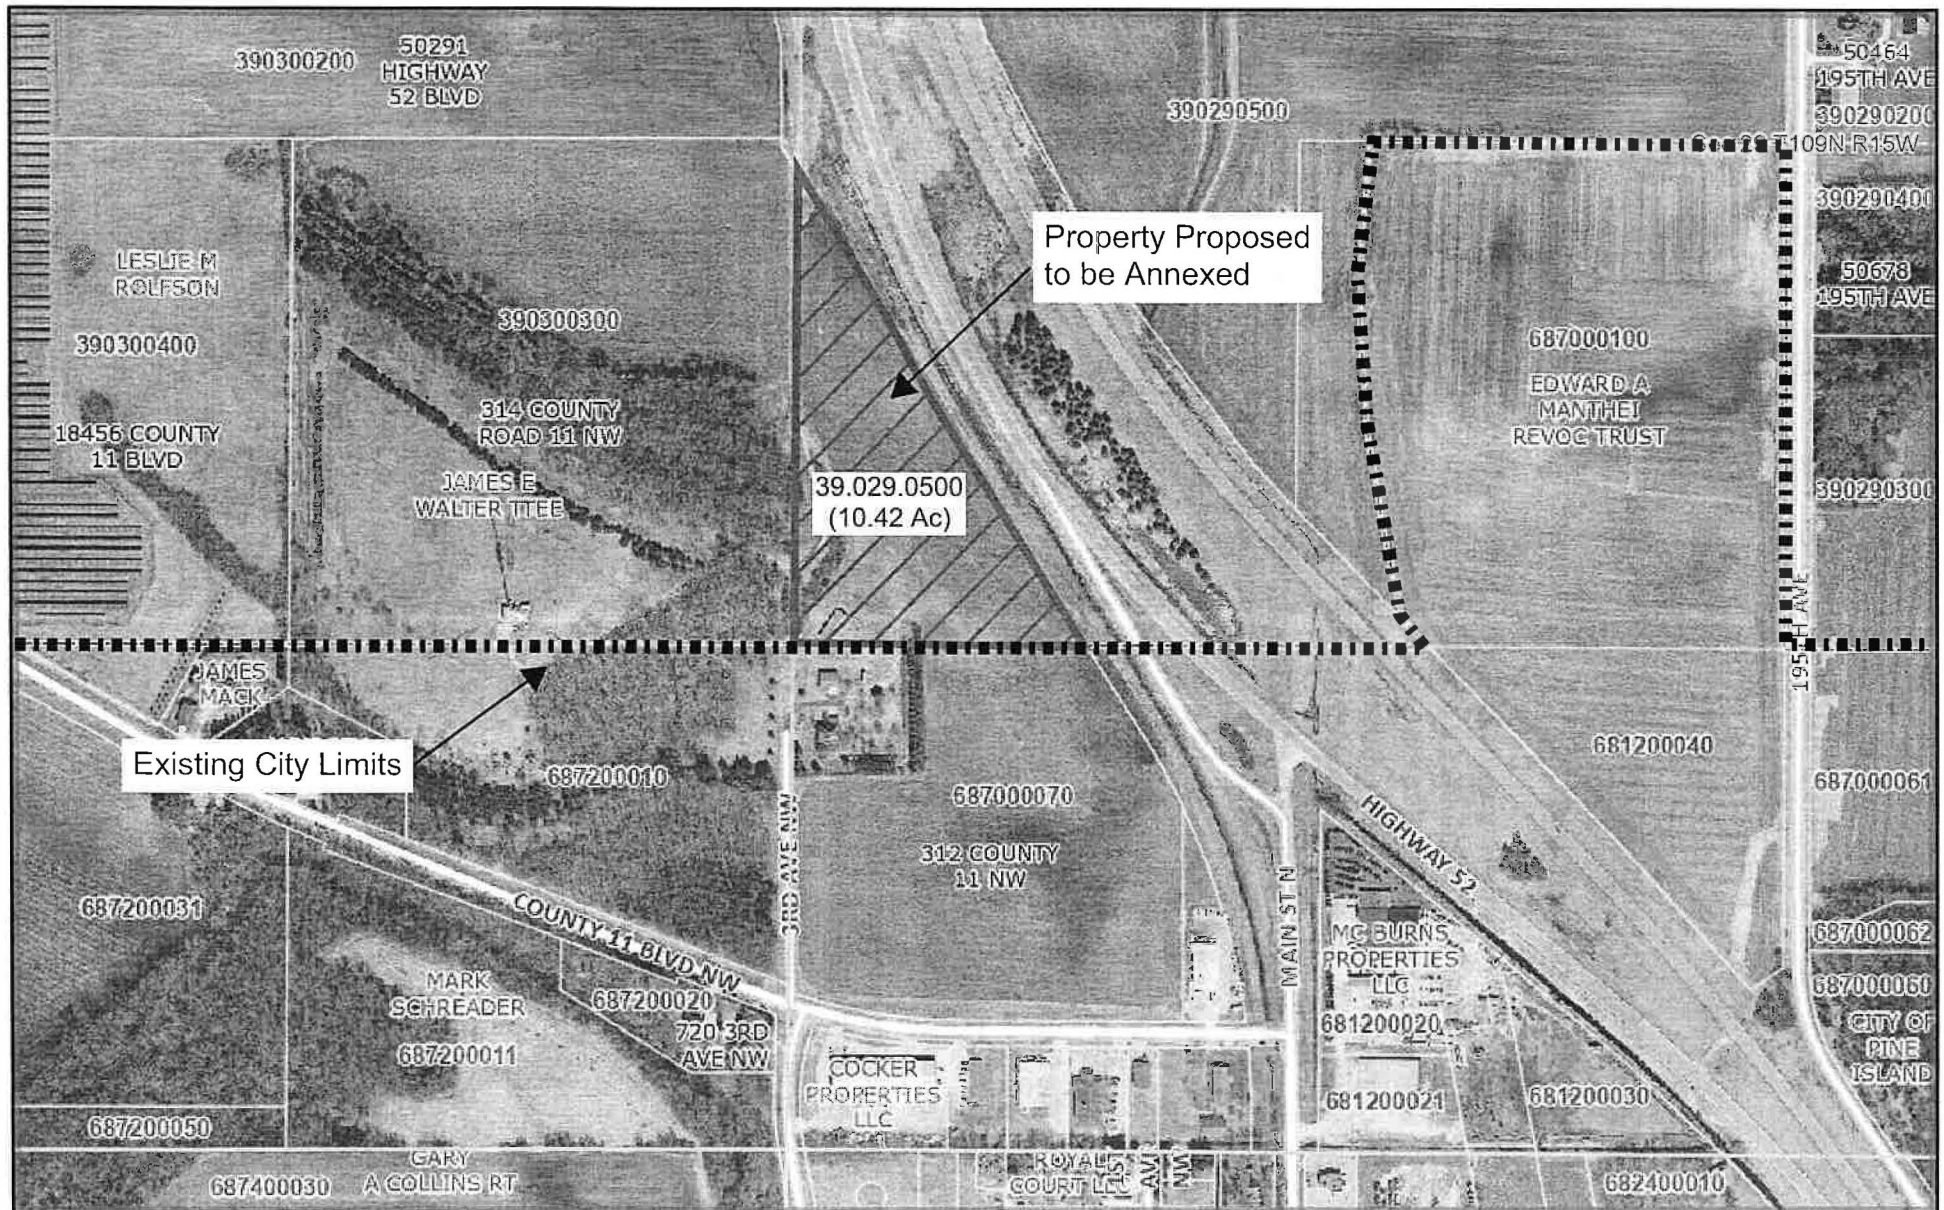 390300200
50291
HIGHWAY
52 BLVD
390290500
50464
195TH AVE
390290200
T109N R15W
390290400
50678
195TH AVE
390290300
LESLIE M
ROLFSON
390300400
18456 COUNTY
11 BLVD
390300300
314 COUNTY
ROAD 11 NW
JAMES E
WALTER TTEE
Property Proposed
to be Annexed
39.029.0500
(10.42 Ac)
687000100
EDWARD A
MANTHEI
REVOC TRUST
195TH AVE
JAMES
MACK
Existing City Limits
687200010
687000070
312 COUNTY
11 NW
3RD AVE NW
MAIN ST N
HIGHWAY 52
681200040
687000061
687200031
COUNTY 11 BLVD NW
MARK
SCHREADER
687200011
687200020
720 3RD
AVE NW
COCKER
PROPERTIES
LLC
MC BURNS
PROPERTIES
LLC
681200020
681200021
681200030
687000062
687000060
CITY OF
PINE
ISLAND
687200050
687400030
GARY
A COLLINS RT
ROYAL
COURT LLC
1ST
AVE
NW
682400010